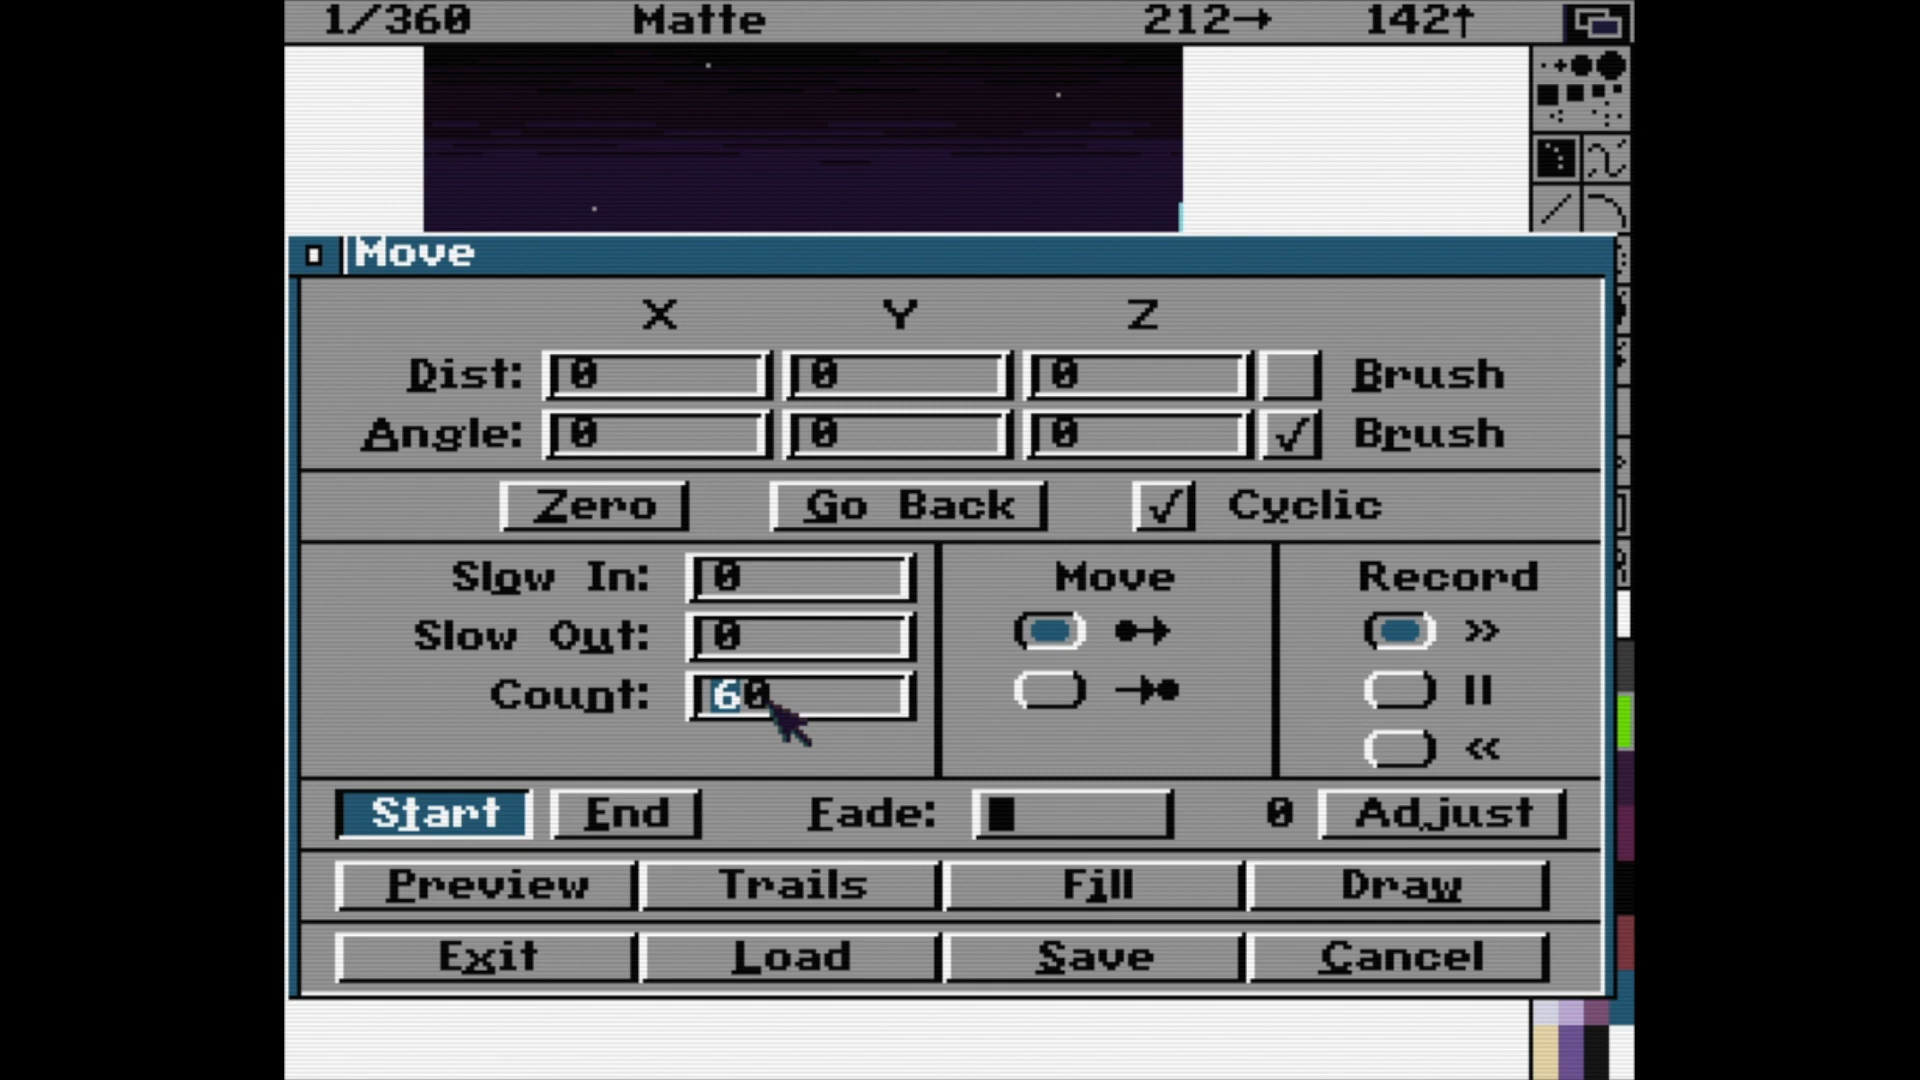 1/360 Matte 212→ 142↑
Move
X Y Z
Dist: 0 0 0 Brush
Angle: 0 0 0 ✓ Brush
Zero Go Back ✓ Cyclic
Slow In: 0 Move Record
Slow Out: 0
Count: 60
Start End Fade: 0 Adjust
Preview Trails Fill Draw
Exit Load Save Cancel